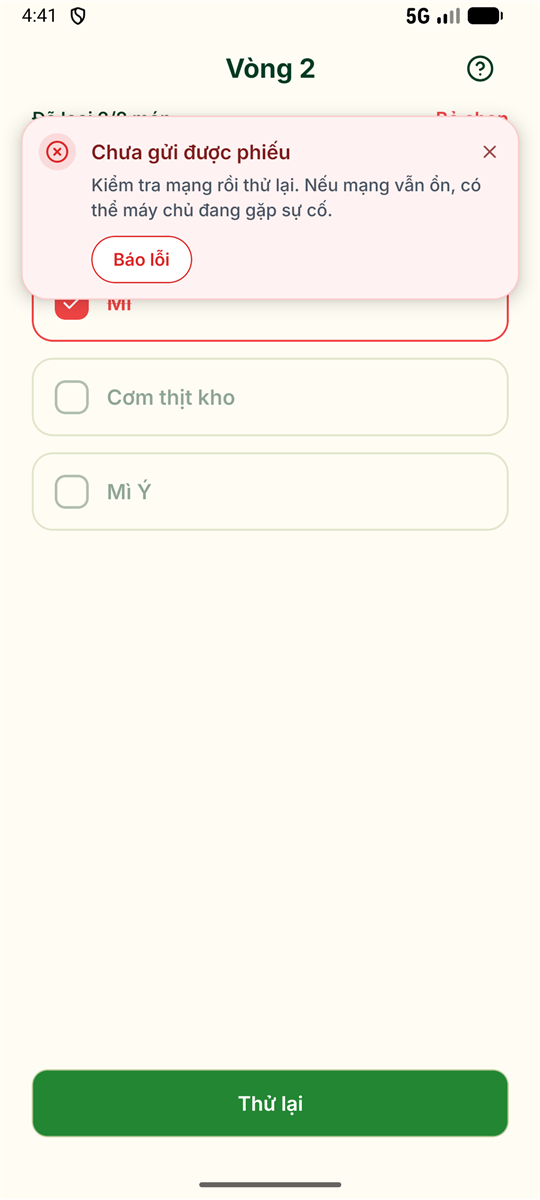 4:41
5G
Vòng 2
Chưa gửi được phiếu
Kiểm tra mạng rồi thử lại. Nếu mạng vẫn ổn, có
thể máy chủ đang gặp sự cố.
Báo lỗi
Mì
Cơm thịt kho
Mì Ý
Thử lại